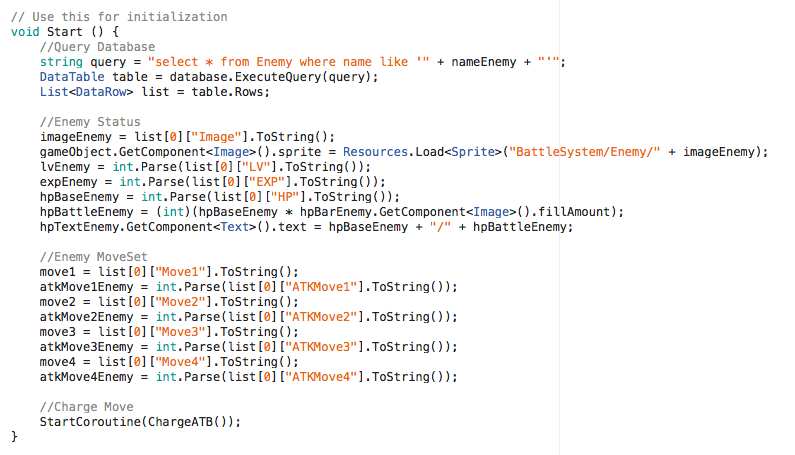 // Use this for initialization
void Start () {
    //Query Database
    string query = "select * from Enemy where name like '" + nameEnemy + "'";
    DataTable table = database.ExecuteQuery(query);
    List<DataRow> list = table.Rows;

    //Enemy Status
    imageEnemy = list[0]["Image"].ToString();
    gameObject.GetComponent<Image>().sprite = Resources.Load<Sprite>("BattleSystem/Enemy/" + imageEnemy);
    lvEnemy = int.Parse(list[0]["LV"].ToString());
    expEnemy = int.Parse(list[0]["EXP"].ToString());
    hpBaseEnemy = int.Parse(list[0]["HP"].ToString());
    hpBattleEnemy = (int)(hpBaseEnemy * hpBarEnemy.GetComponent<Image>().fillAmount);
    hpTextEnemy.GetComponent<Text>().text = hpBaseEnemy + "/" + hpBattleEnemy;

    //Enemy MoveSet
    move1 = list[0]["Move1"].ToString();
    atkMove1Enemy = int.Parse(list[0]["ATKMove1"].ToString());
    move2 = list[0]["Move2"].ToString();
    atkMove2Enemy = int.Parse(list[0]["ATKMove2"].ToString());
    move3 = list[0]["Move3"].ToString();
    atkMove3Enemy = int.Parse(list[0]["ATKMove3"].ToString());
    move4 = list[0]["Move4"].ToString();
    atkMove4Enemy = int.Parse(list[0]["ATKMove4"].ToString());

    //Charge Move
    StartCoroutine(ChargeATB());
}